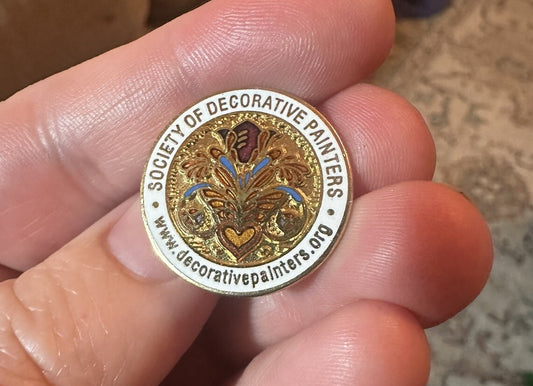 • SOCIETY OF DECORATIVE PAINTERS •
www.decorativepainters.org